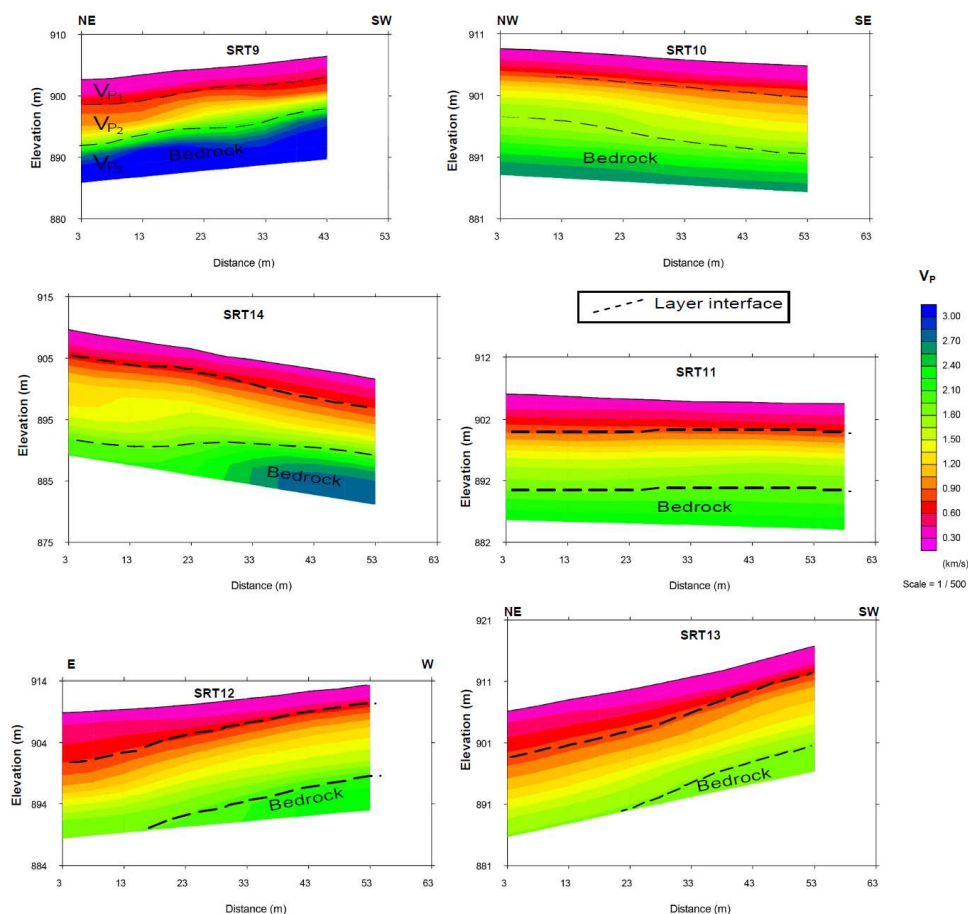 NE SW
SRT9
910
900
890
880
Elevation (m)
VP1
VP2
Bedrock
3 13 23 33 43 53
Distance (m)
NW SE
SRT10
911
901
891
881
Elevation (m)
Bedrock
3 13 23 33 43 53 63
Distance (m)
SRT14
915
905
890
885
875
Elevation (m)
Bedrock
3 13 23 33 43 53 63
Distance (m)
Layer interface
SRT11
912
902
892
882
Elevation (m)
Bedrock
3 13 23 33 43 53 63
Distance (m)
VP
3.00
2.70
2.40
2.10
1.80
1.50
1.20
0.90
0.60
0.30
(km/s)
Scale = 1 / 500
E W
SRT12
914
904
894
884
Elevation (m)
Bedrock
3 13 23 33 43 53 63
Distance (m)
NE SW
SRT13
921
911
901
891
881
Elevation (m)
Bedrock
3 13 23 33 43 53 63
Distance (m)